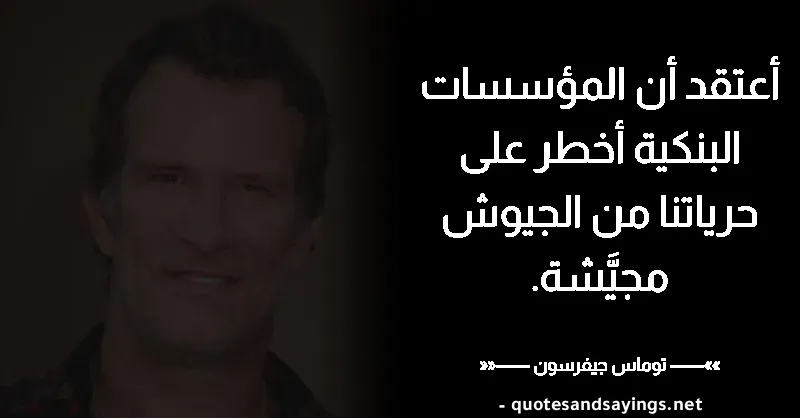 أعتقد أن المؤسسات
البنكية أخطر على
حرياتنا من الجيوش
مجيَّشة.
»—— توماس جيفرسون ——«
- quotesandsayings.net